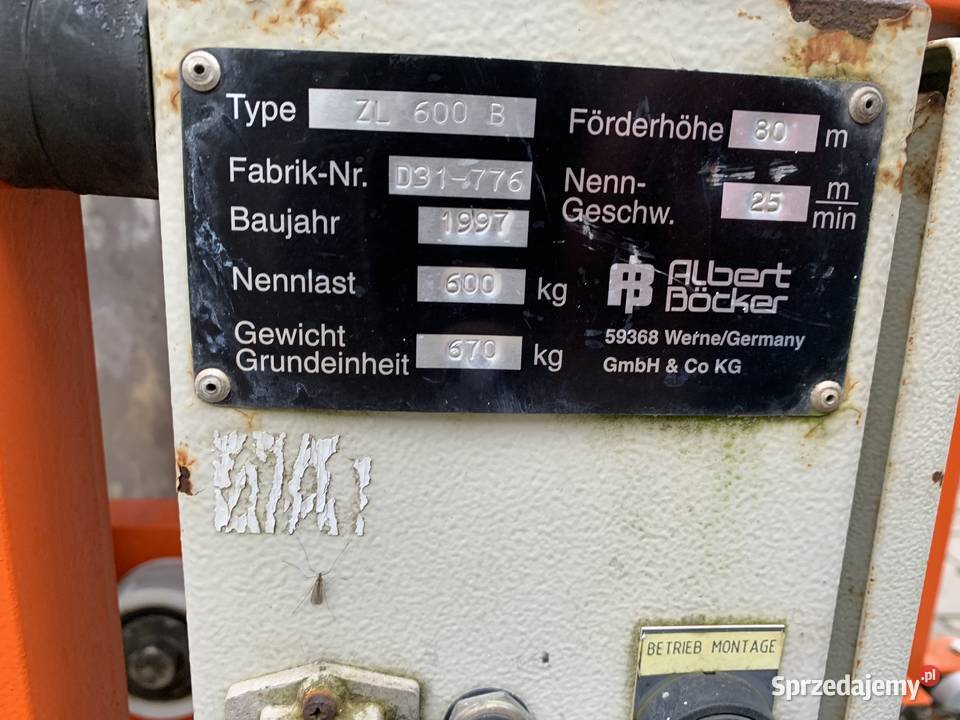 Type ZL 600 B
Förderhöhe 80 m
Fabrik-Nr. D31-776
Nenn-Geschw. 25 m/min
Baujahr 1997
Nennlast 600 kg
Albert Böcker
59368 Werne/Germany
GmbH & Co KG
Gewicht
Grundeinheit 670 kg
BETRIEB MONTAGE
Sprzedajemy.pl